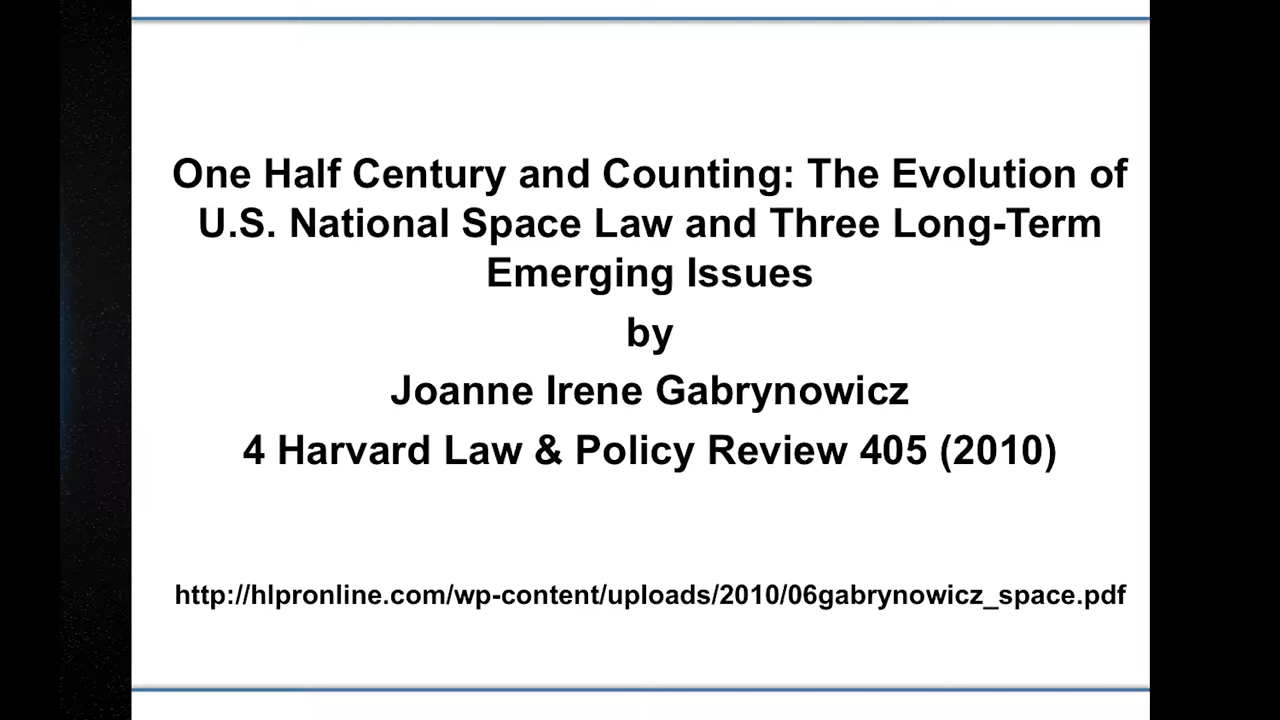 One Half Century and Counting: The Evolution of
U.S. National Space Law and Three Long-Term
Emerging Issues
by
Joanne Irene Gabrynowicz
4 Harvard Law & Policy Review 405 (2010)
http://hlpronline.com/wp-content/uploads/2010/06gabrynowicz_space.pdf